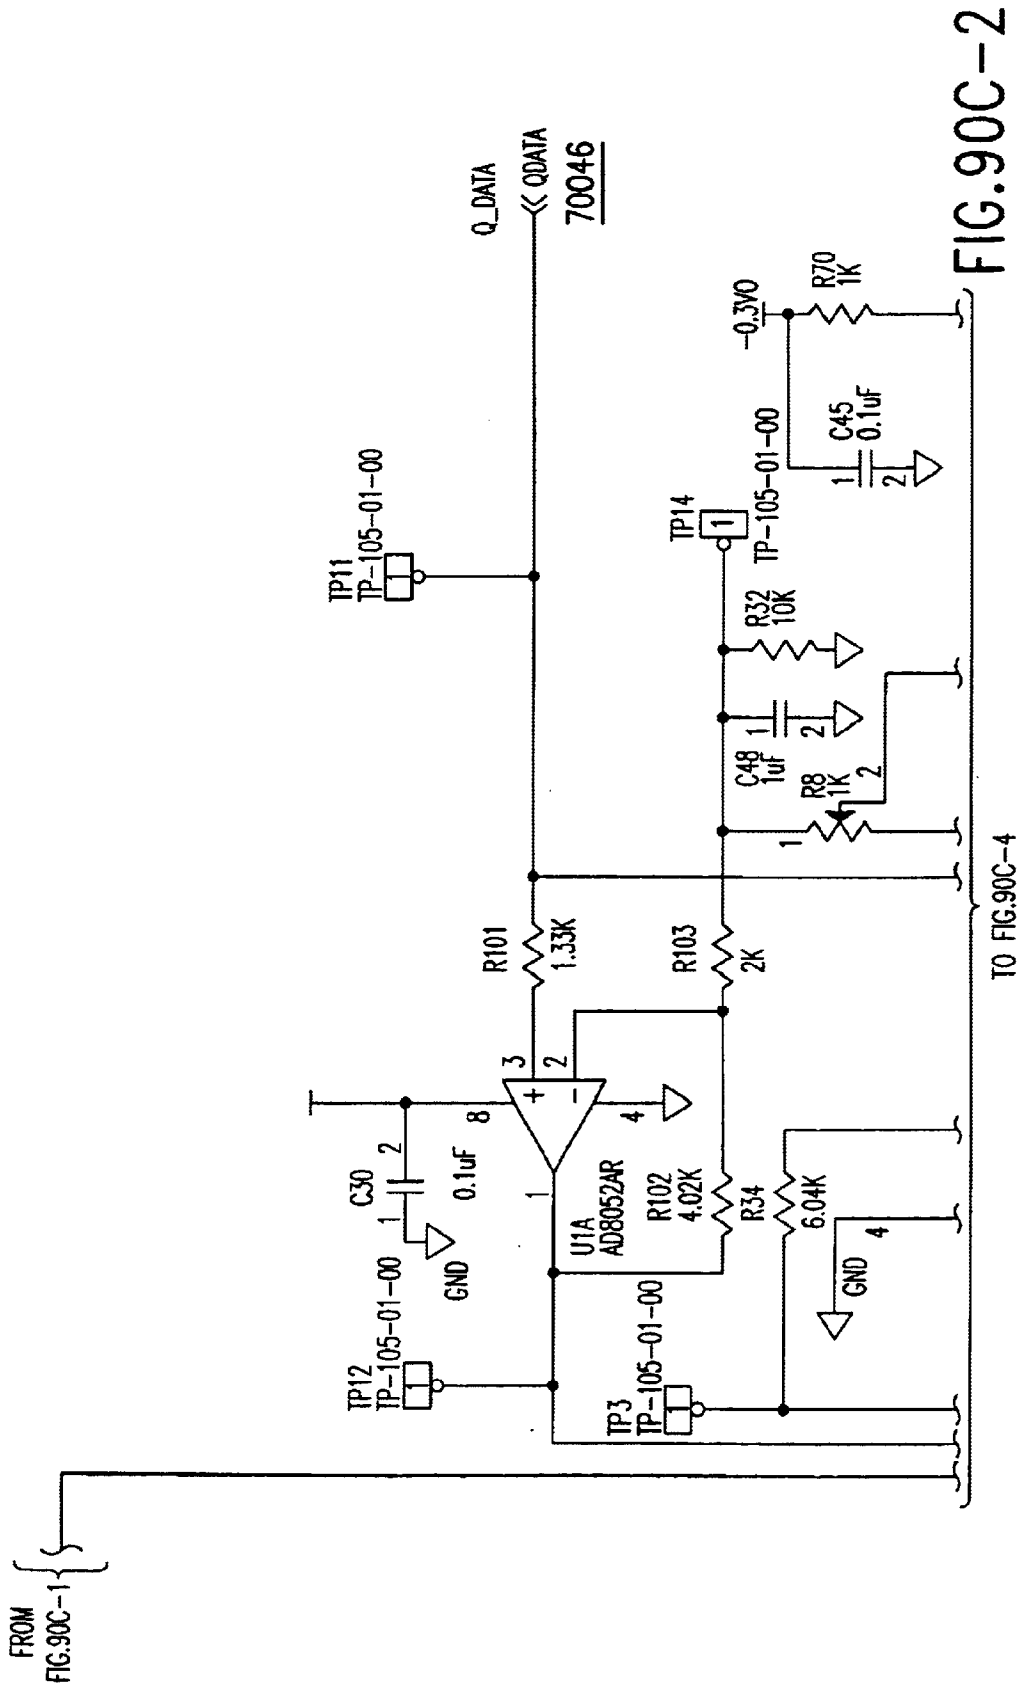 FROM
FIG.90C-1
TP12
TP-105-01-00
C30
1
2
0.1uF
GND
TP11
TP-105-01-00
Q_DATA
QDATA
70046
8
3
2
+
-
1
4
U1A
AD8052AR
R101
1.33K
R102
4.02K
R103
2K
TP14
1
TP-105-01-00
-0.3V0
TP3
TP-105-01-00
R34
6.04K
GND
4
C48
1uF
1
2
R32
10K
R8
1K
1
2
C45
0.1uF
1
2
R70
1K
TO FIG.90C-4
FIG.90C-2